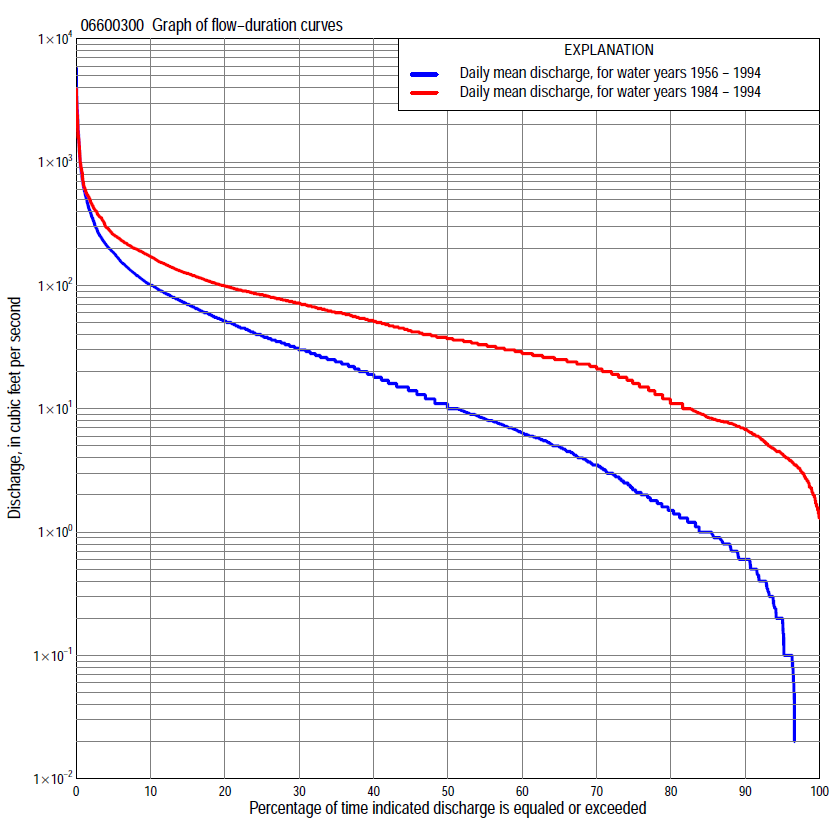 06600300 Graph of flow−duration curves
EXPLANATION
Daily mean discharge, for water years 1956 − 1994
Daily mean discharge, for water years 1984 − 1994
Discharge, in cubic feet per second
1×10⁴
1×10³
1×10²
1×10¹
1×10⁰
1×10⁻¹
1×10⁻²
0 10 20 30 40 50 60 70 80 90 100
Percentage of time indicated discharge is equaled or exceeded